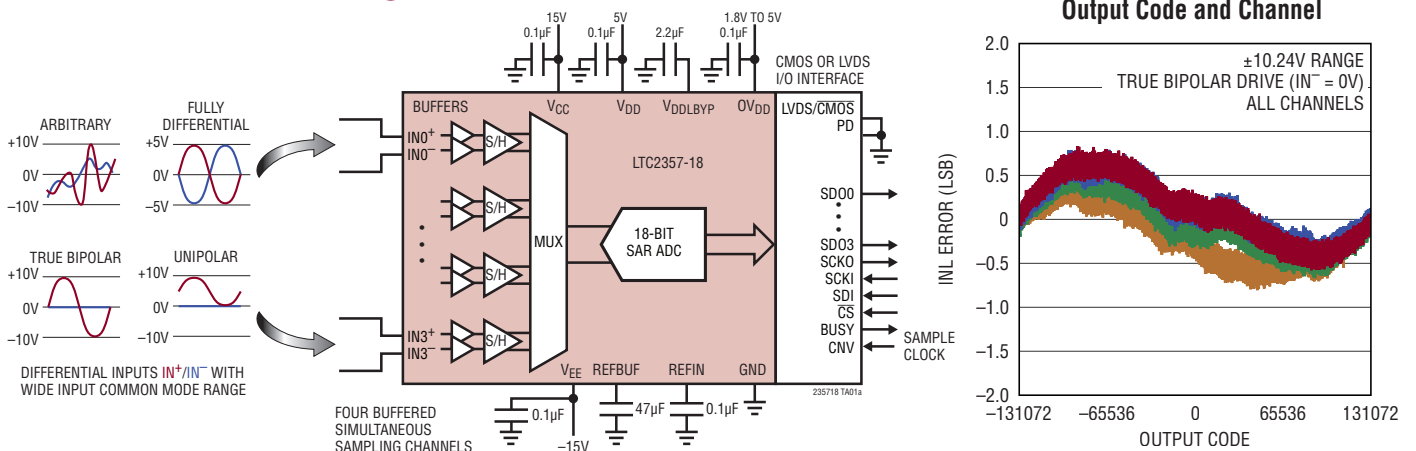 15V
5V
1.8V TO 5V
0.1µF
0.1µF
2.2µF
0.1µF
CMOS OR LVDS
I/O INTERFACE
BUFFERS
VCC
VDD
VDDLBYP
OVDD
LVDS/CMOS
PD
ARBITRARY
+10V
0V
–10V
FULLY
DIFFERENTIAL
+5V
0V
–5V
TRUE BIPOLAR
+10V
0V
–10V
UNIPOLAR
+10V
0V
–10V
DIFFERENTIAL INPUTS IN+/IN– WITH
WIDE INPUT COMMON MODE RANGE
IN0+
IN0–
S/H
S/H
S/H
S/H
IN3+
IN3–
MUX
LTC2357-18
18-BIT
SAR ADC
SDO0
SDO3
SCKO
SCKI
SDI
CS
BUSY
CNV
SAMPLE
CLOCK
VEE
REFBUF
REFIN
GND
235718 TA01a
0.1µF
47µF
0.1µF
–15V
FOUR BUFFERED
SIMULTANEOUS
SAMPLING CHANNELS
Output Code and Channel
±10.24V RANGE
TRUE BIPOLAR DRIVE (IN– = 0V)
ALL CHANNELS
INL ERROR (LSB)
2.0
1.5
1.0
0.5
0
–0.5
–1.0
–1.5
–2.0
–131072
–65536
0
65536
131072
OUTPUT CODE